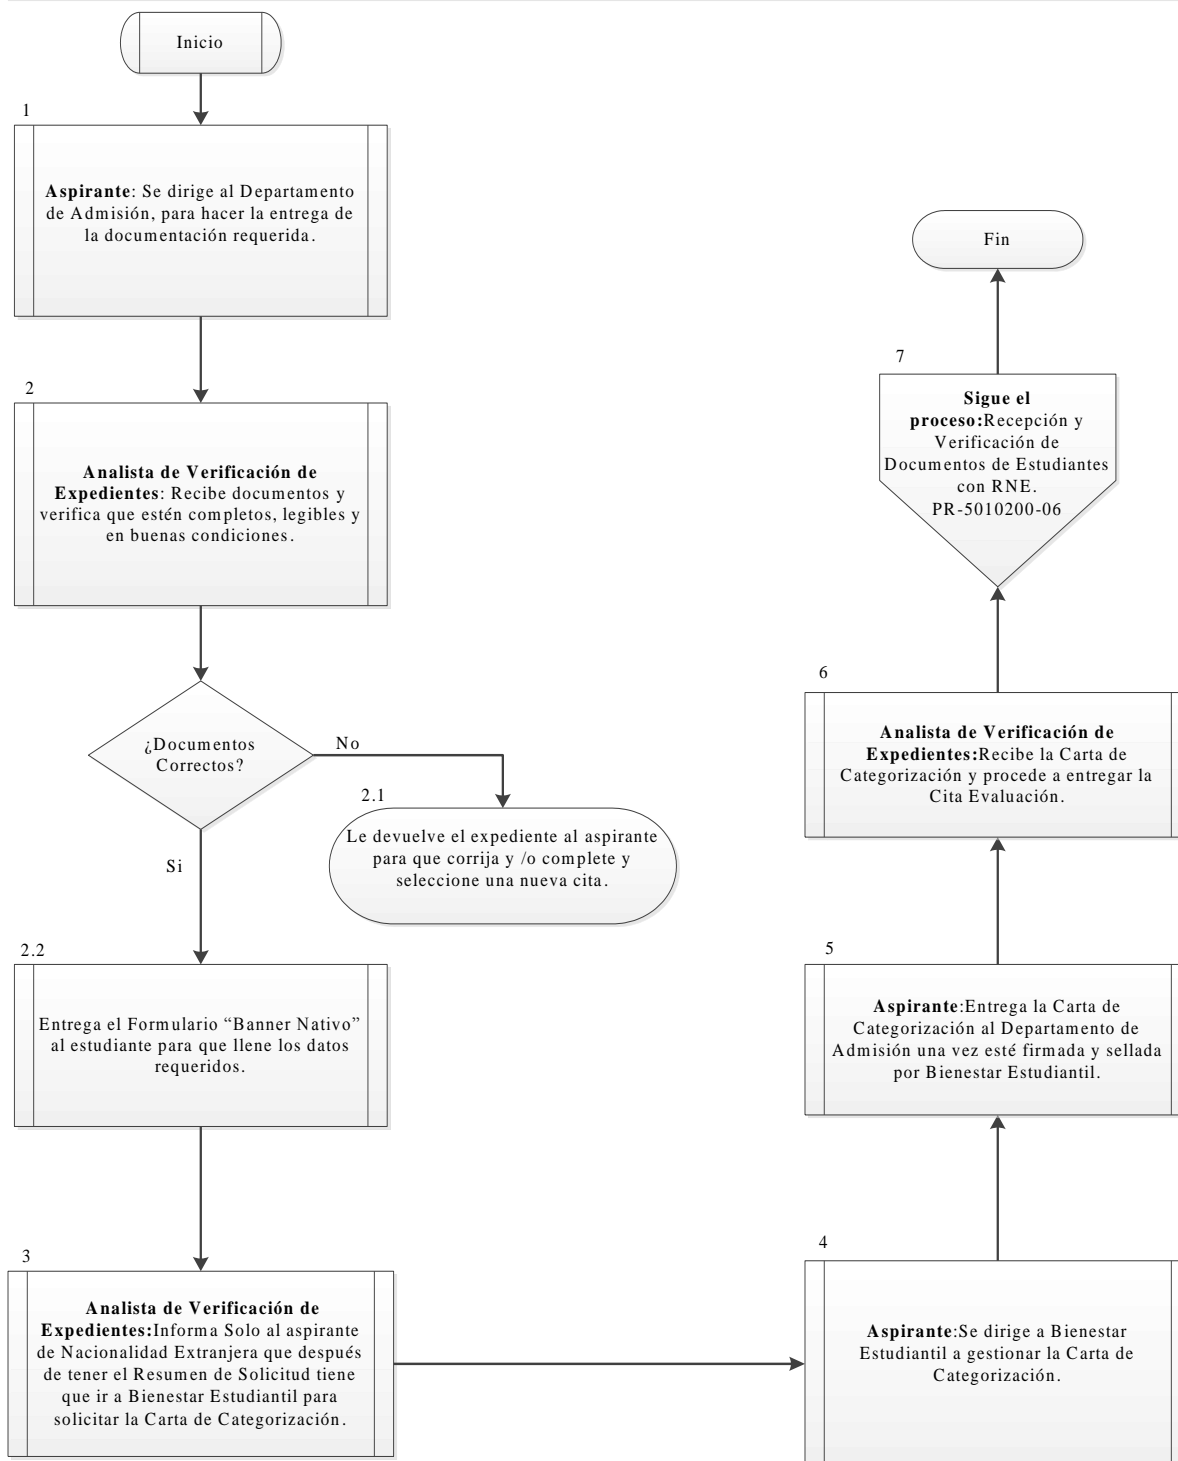 Inicio
1
Aspirante: Se dirige al Departamento
de Admisión, para hacer la entrega de
la documentación requerida.
2
Analista de Verificación de
Expedientes: Recibe documentos y
verifica que estén completos, legibles y
en buenas condiciones.
¿Documentos
Correctos?
No
2.1
Le devuelve el expediente al aspirante
para que corrija y /o complete y
seleccione una nueva cita.
Si
2.2
Entrega el Formulario “Banner Nativo”
al estudiante para que llene los datos
requeridos.
3
Analista de Verificación de
Expedientes:Informa Solo al aspirante
de Nacionalidad Extranjera que después
de tener el Resumen de Solicitud tiene
que ir a Bienestar Estudiantil para
solicitar la Carta de Categorización.
4
Aspirante:Se dirige a Bienestar
Estudiantil a gestionar la Carta de
Categorización.
5
Aspirante:Entrega la Carta de
Categorización al Departamento de
Admisión una vez esté firmada y sellada
por Bienestar Estudiantil.
6
Analista de Verificación de
Expedientes:Recibe la Carta de
Categorización y procede a entregar la
Cita Evaluación.
7
Sigue el
proceso:Recepción y
Verificación de
Documentos de Estudiantes
con RNE.
PR-5010200-06
Fin